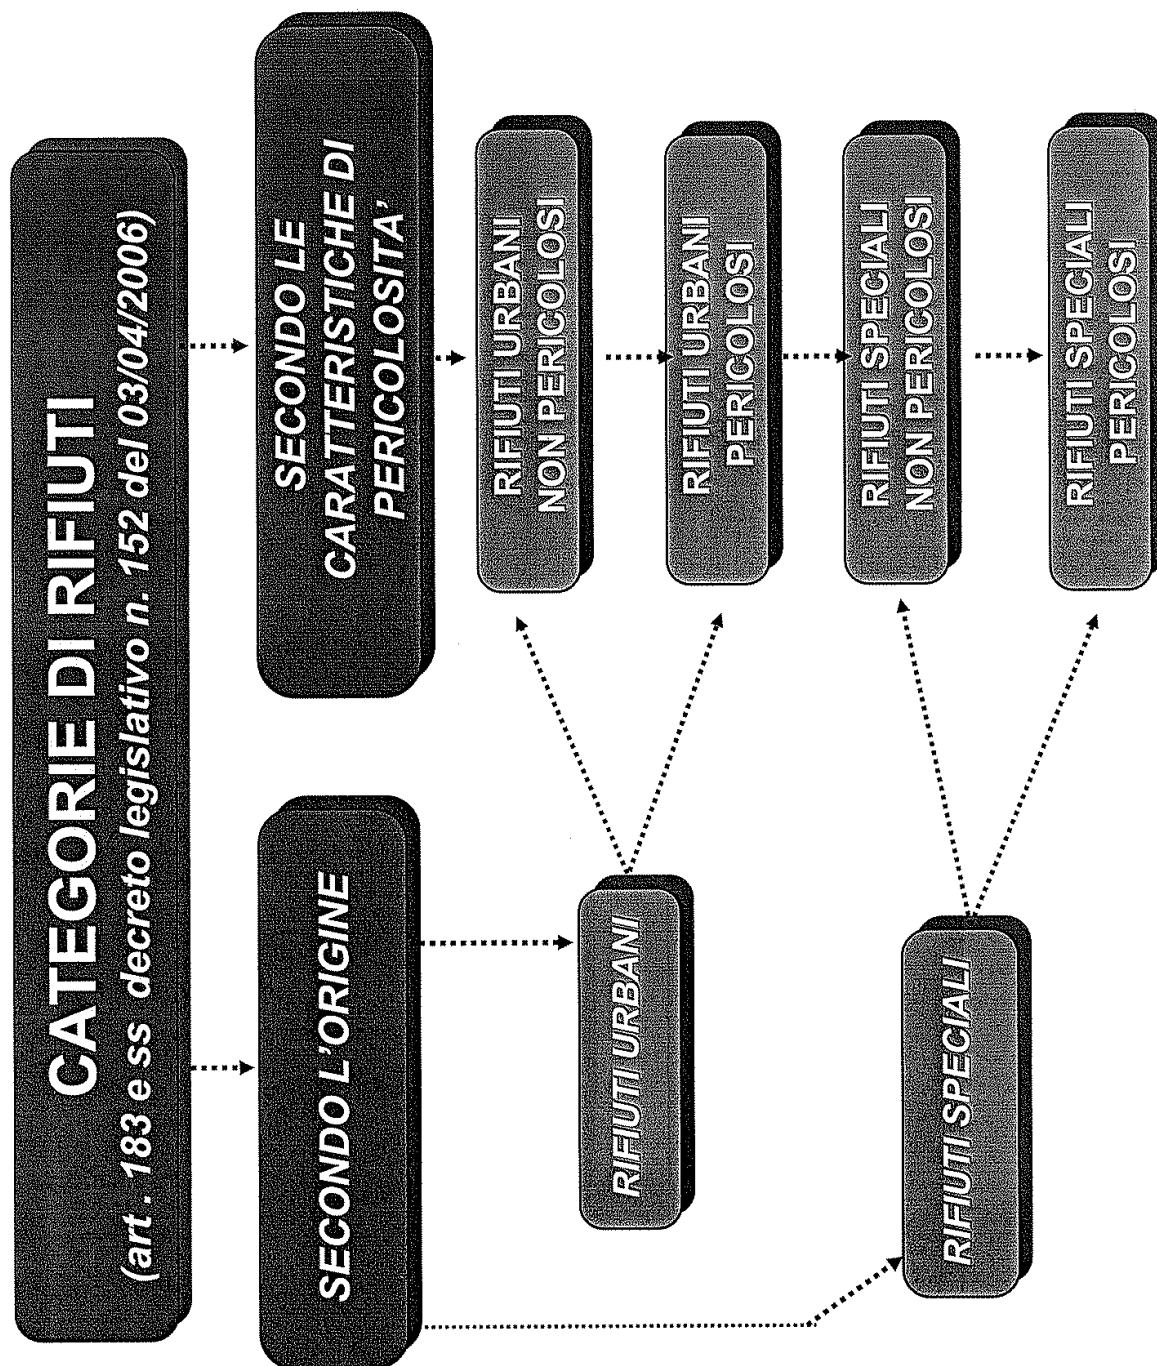 CATEGORIE DI RIFIUTI
(art . 183 e ss decreto legislativo n. 152 del 03/04/2006)
SECONDO L'ORIGINE
SECONDO LE
CARATTERISTICHE DI
PERICOLOSITA'
RIFIUTI URBANI
RIFIUTI SPECIALI
RIFIUTI URBANI
NON PERICOLOSI
RIFIUTI URBANI
PERICOLOSI
RIFIUTI SPECIALI
NON PERICOLOSI
RIFIUTI SPECIALI
PERICOLOSI